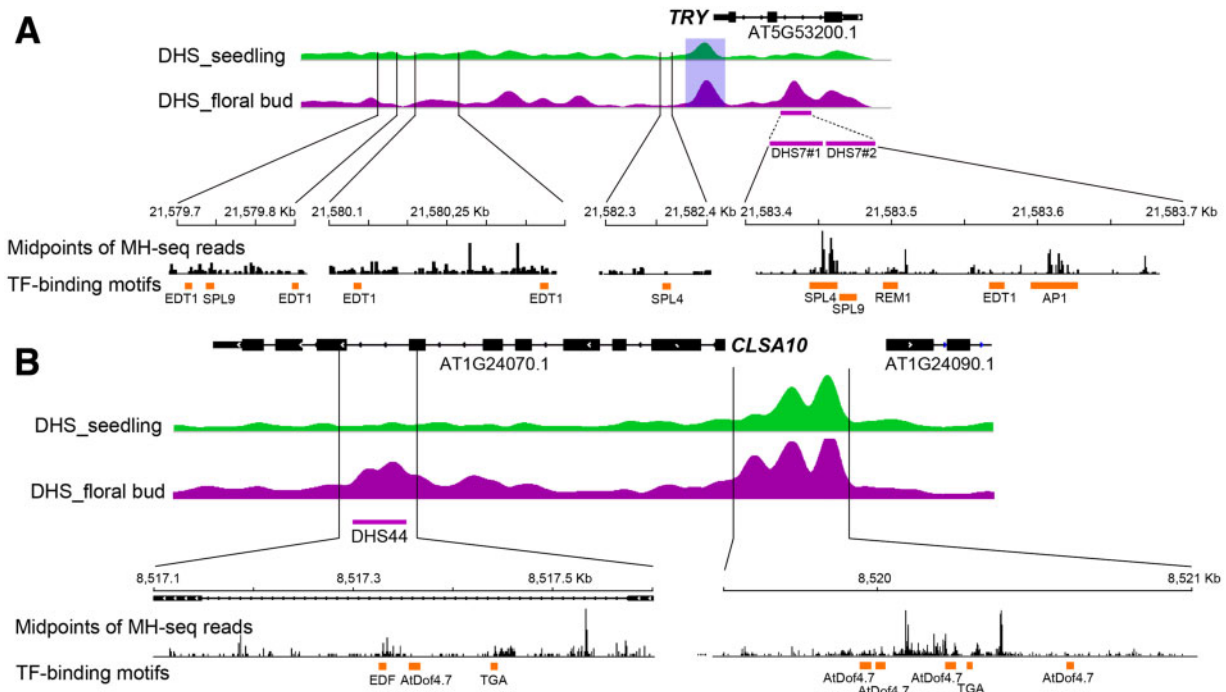 A
TRY
AT5G53200.1
DHS_seedling
DHS_floral bud
DHS7#1 DHS7#2
21,579.7 21,579.8 Kb 21,580.1 21,580,25 Kb 21,582.3 21,582.4 Kb 21,583.4 21,583.5 21,583.6 21,583.7 Kb
Midpoints of MH-seq reads
TF-binding motifs
EDT1 SPL9 EDT1 EDT1 EDT1 SPL4 SPL4 SPL9 REM1 EDT1 AP1
B
CLSA10
AT1G24070.1 AT1G24090.1
DHS_seedling
DHS_floral bud
DHS44
8,517.1 8,517.3 8,517.5 Kb 8,520 8,521 Kb
Midpoints of MH-seq reads
TF-binding motifs
EDF AtDof4.7 TGA AtDof4.7 AtDof4.7 AtDof4.7 TGA AtDof4.7